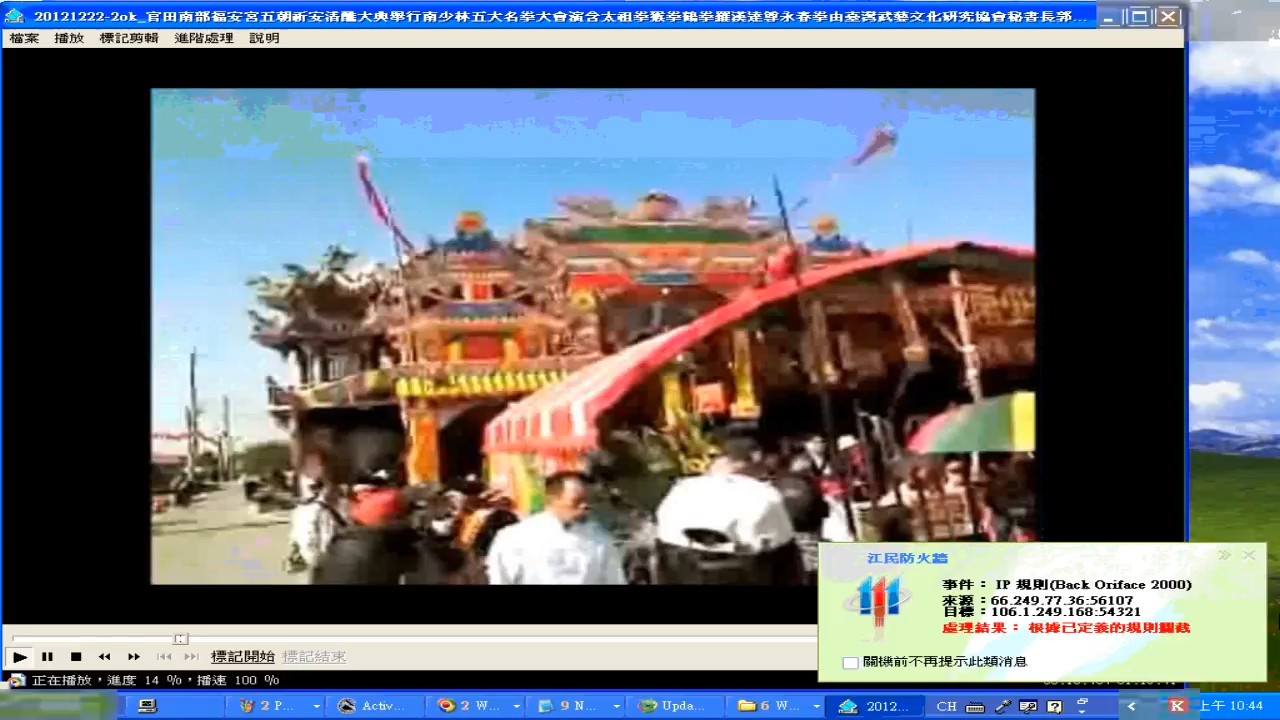 20121222-2ok_官田南部福安宮五朝祈安活醮大典舉行南少林五大名拳大會演含太祖拳猴拳鶴拳羅漢達尊永春拳由臺灣武藝文化研究協會秘書長郭...
檔案 播放 標記剪輯 進階處理 說明
江民防火牆
事件： IP 規則(Back Oriface 2000)
來源：66.249.77.36:56107
目標：106.1.249.168:54321
處理結果： 根據已定義的規則攔截
關機前不再提示此類消息
標記開始 標記結束
正在播放，進度 14 %，播速 100 %
2 P... Activ... 2 W... 9 N... Upda... 6 W... 2012... CH 上午 10:44